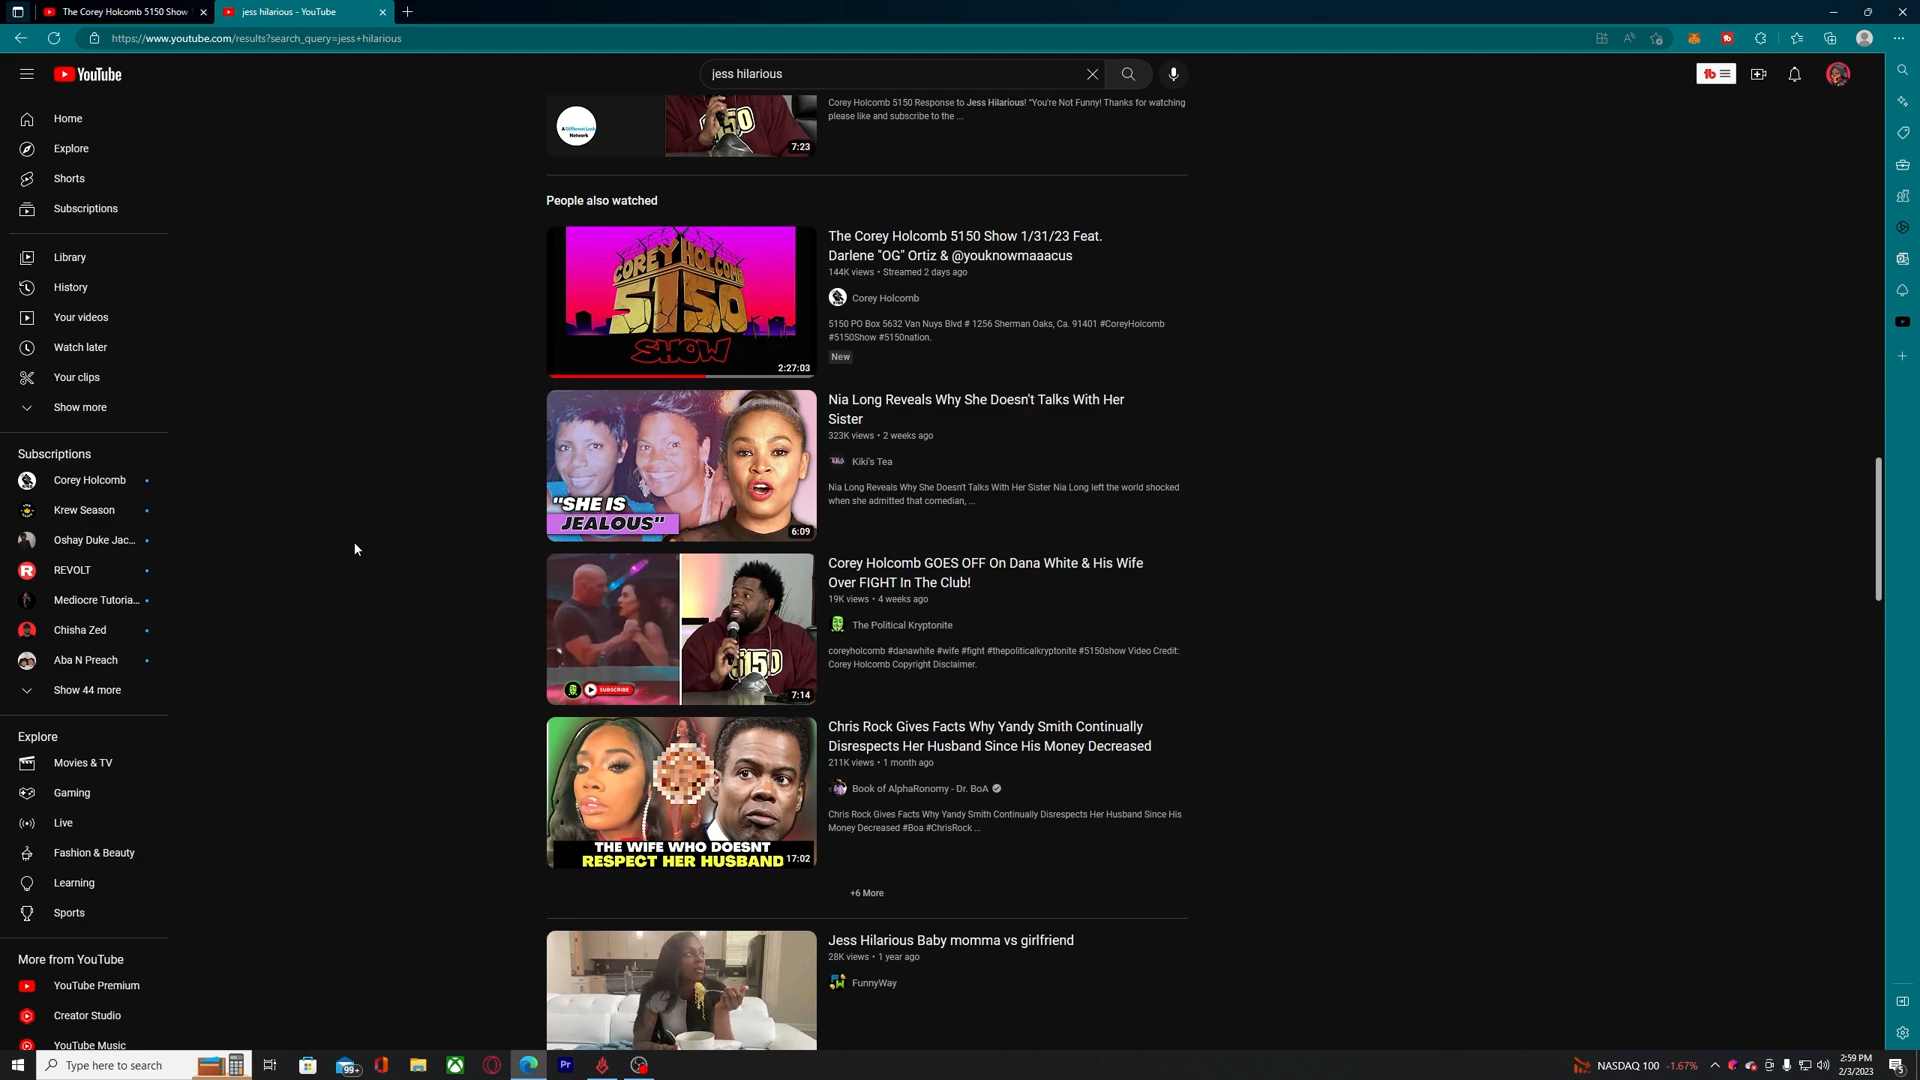 The Corey Holcomb 5150 Show
jess hilarious - YouTube
https://www.youtube.com/results?search_query=jess+hilarious
YouTube
jess hilarious
Home
Explore
Shorts
Subscriptions
Library
History
Your videos
Watch later
Your clips
Show more
Subscriptions
Corey Holcomb
Krew Season
Oshay Duke Jac...
REVOLT
Mediocre Tutoria...
Chisha Zed
Aba N Preach
Show 44 more
Explore
Movies & TV
Gaming
Live
Fashion & Beauty
Learning
Sports
More from YouTube
YouTube Premium
Creator Studio
YouTube Music
A Different Look
Network
7:23
Corey Holcomb 5150 Response to Jess Hilarious! "You're Not Funny! Thanks for watching
please like and subscribe to the ...
People also watched
COREY HOLCOMB
5150
SHOW
2:27:03
The Corey Holcomb 5150 Show 1/31/23 Feat.
Darlene "OG" Ortiz & @youknowmaaacus
144K views • Streamed 2 days ago
Corey Holcomb
5150 PO Box 5632 Van Nuys Blvd # 1256 Sherman Oaks, Ca. 91401 #CoreyHolcomb
#5150Show #5150nation.
New
"SHE IS
JEALOUS"
6:09
Nia Long Reveals Why She Doesn't Talks With Her
Sister
323K views • 2 weeks ago
Kiki's Tea
Nia Long Reveals Why She Doesn't Talks With Her Sister Nia Long left the world shocked
when she admitted that comedian, ...
5150
SUBSCRIBE
7:14
Corey Holcomb GOES OFF On Dana White & His Wife
Over FIGHT In The Club!
19K views • 4 weeks ago
The Political Kryptonite
coreyholcomb #danawhite #wife #fight #thepoliticalkryptonite #5150show Video Credit:
Corey Holcomb Copyright Disclaimer.
THE WIFE WHO DOESNT
RESPECT HER HUSBAND
17:02
Chris Rock Gives Facts Why Yandy Smith Continually
Disrespects Her Husband Since His Money Decreased
211K views • 1 month ago
Book of AlphaRonomy - Dr. BoA
Chris Rock Gives Facts Why Yandy Smith Continually Disrespects Her Husband Since His
Money Decreased #Boa #ChrisRock ...
+6 More
Jess Hilarious Baby momma vs girlfriend
28K views • 1 year ago
FunnyWay
Type here to search
99+
Pr
NASDAQ 100 -1.67%
2:59 PM
2/3/2023
5